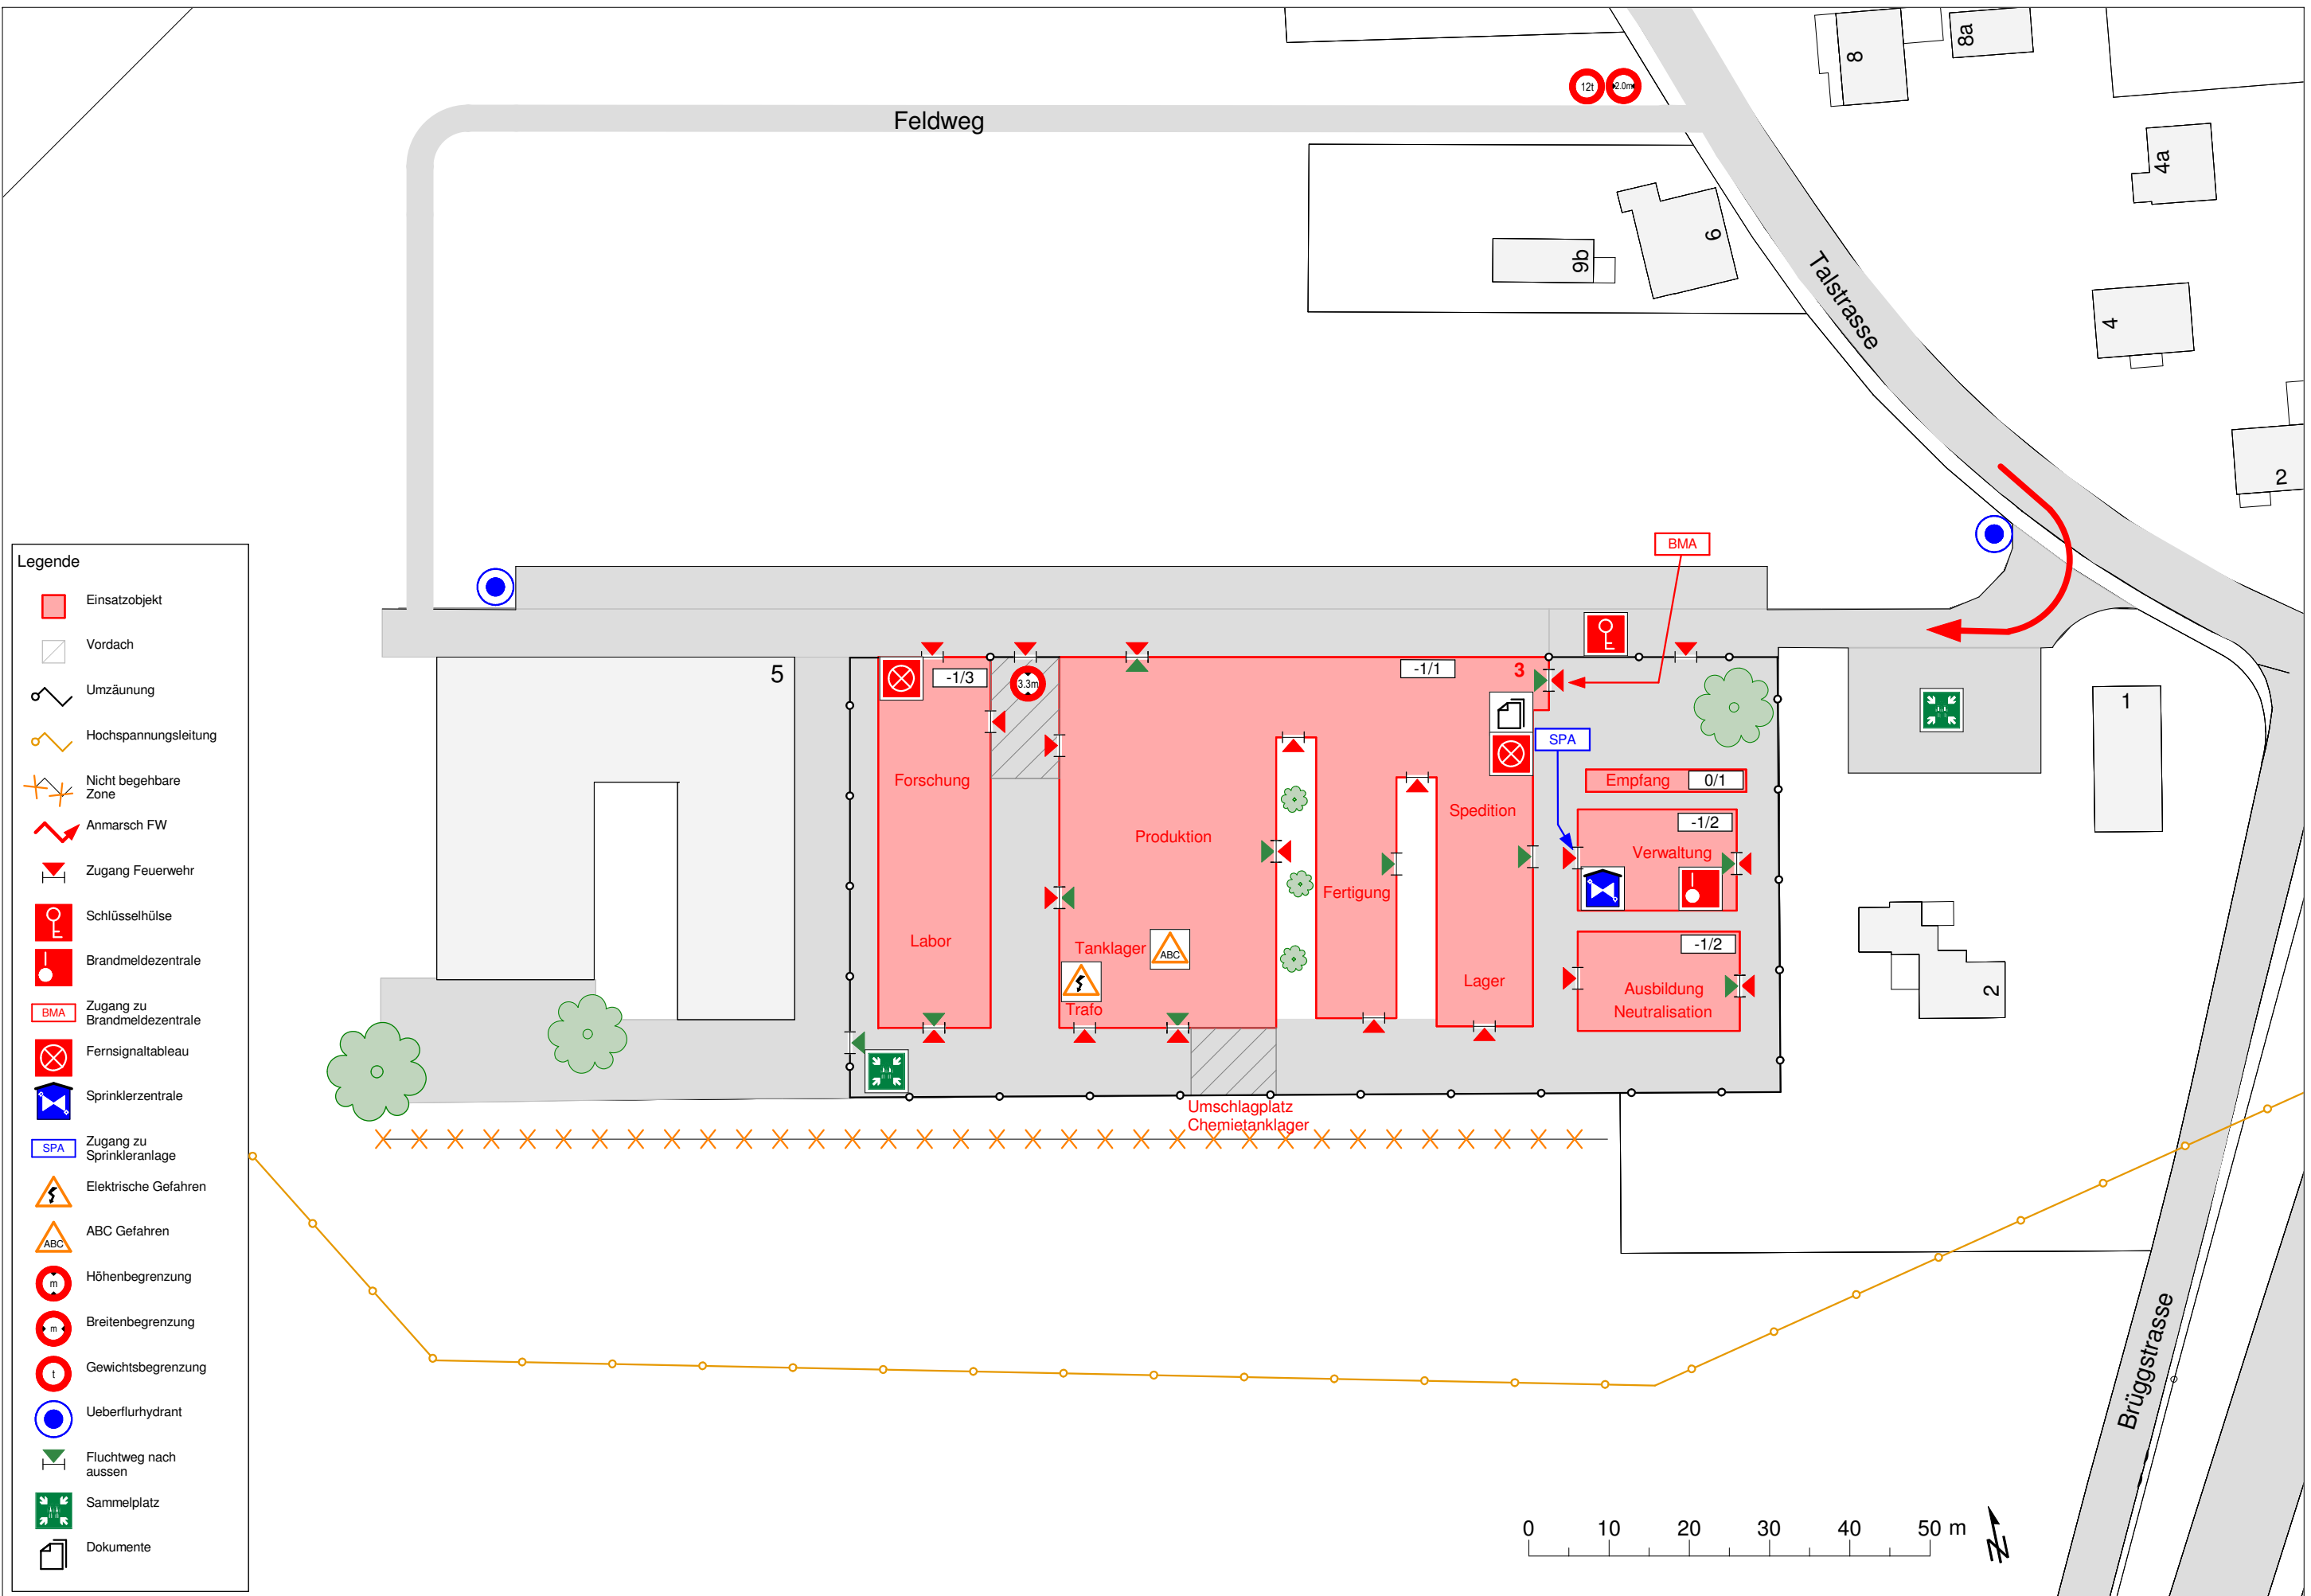 8
8a
12t
2.0m
Feldweg
4a
6
9b
Talstrasse
4
2
BMA
Legende
Einsatzobjekt
Vordach
Umzäunung
Hochspannungsleitung
Nicht begehbare
Zone
Anmarsch FW
Zugang Feuerwehr
Schlüsselhülse
Brandmeldezentrale
BMA
Zugang zu
Brandmeldezentrale
Fernsignaltableau
Sprinklerzentrale
SPA
Zugang zu
Sprinkleranlage
Elektrische Gefahren
ABC
ABC Gefahren
m
Höhenbegrenzung
m
Breitenbegrenzung
t
Gewichtsbegrenzung
Ueberflurhydrant
Fluchtweg nach
aussen
Sammelplatz
Dokumente
5
-1/3
3.3m
-1/1
3
1
SPA
Forschung
Empfang
0/1
Spedition
-1/2
Produktion
Verwaltung
Fertigung
Labor
Tanklager
ABC
-1/2
Lager
Ausbildung
Neutralisation
Trafo
2
Umschlagplatz
Chemietanklager
Brüggstrasse
0 10 20 30 40 50 m
N